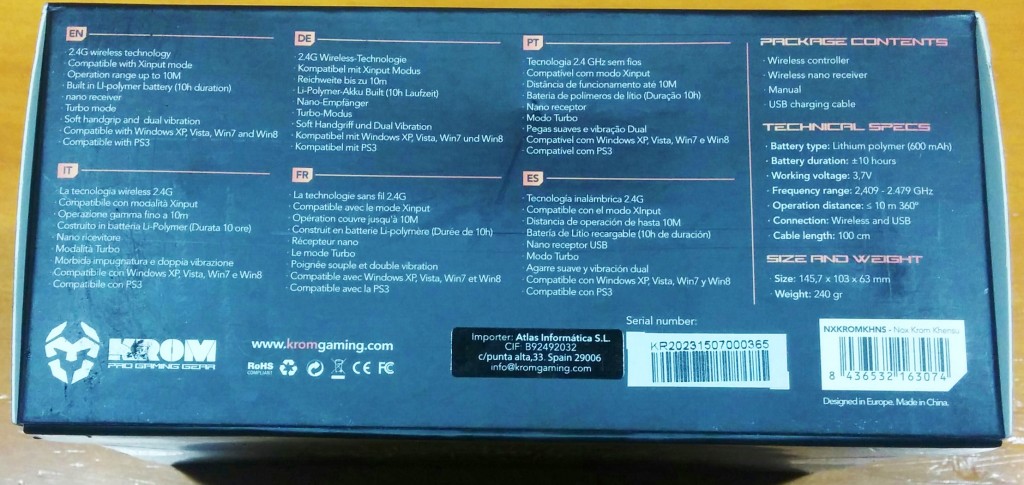 EN
· 2.4G wireless technology
· Compatible with Xinput mode
· Operation range up to 10M
· Built in LI-polymer battery (10h duration)
· nano receiver
· Turbo mode
· Soft handgrip and dual vibration
· Compatible with Windows XP, Vista, Win7 and Win8
· Compatible with PS3
DE
· 2.4G Wireless-Technologie
· Kompatibel mit Xinput Modus
· Reichweite bis zu 10m
· Li-Polymer-Akku Built (10h Laufzeit)
· Nano-Empfänger
· Turbo-Modus
· Soft Handgriff und Dual Vibration
· Kompatibel mit Windows XP, Vista, Win7 und Win8
· Kompatibel mit PS3
PT
· Tecnologia 2.4 GHz sem fios
· Compatível com modo Xinput
· Distância de funcionamento até 10M
· Bateria de polímeros de lítio (Duração 10h)
· Nano receptor
· Modo Turbo
· Pegas suaves e vibração Dual
· Compatível com Windows XP, Vista, Win7 e Win8
· Compatível com PS3
IT
· La tecnologia wireless 2.4G
· Compatibile con modalità Xinput
· Operazione gamma fino a 10m
· Costruito in batteria Li-Polymer (Durata 10 ore)
· Nano ricevitore
· Modalità Turbo
· Morbida impugnatura e doppia vibrazione
· Compatibile con Windows XP, Vista, Win7 e Win8
· Compatibile con PS3
FR
· La technologie sans fil 2.4G
· Compatible avec le mode Xinput
· Opération couvre jusqu'à 10M
· Construit en batterie Li-polymère (Durée de 10h)
· Récepteur nano
· Le mode Turbo
· Poignée souple et double vibration
· Compatible avec Windows XP, Vista, Win7 et Win8
· Compatible avec la PS3
ES
· Tecnología inalámbrica 2.4G
· Compatible con el modo XInput
· Distancia de operación de hasta 10M
· Batería de Litio recargable (10h de duración)
· Nano receptor USB
· Modo Turbo
· Agarre suave y vibración dual
· Compatible con Windows XP, Vista, Win7 y Win8
· Compatible con PS3
PACKAGE CONTENTS
· Wireless controller
· Wireless nano receiver
· Manual
· USB charging cable
TECHNICAL SPECS
· Battery type: Lithium polymer (600 mAh)
· Battery duration: ±10 hours
· Working voltage: 3,7V
· Frequency range: 2,409 - 2.479 GHz
· Operation distance: ≤ 10 m 360º
· Connection: Wireless and USB
· Cable length: 100 cm
SIZE AND WEIGHT
· Size: 145,7 x 103 x 63 mm
· Weight: 240 gr
KROM
PRO GAMING GEAR
www.kromgaming.com
RoHS
COMPLIANT
CE FC
Importer: Atlas Informática S.L.
CIF: B92492032
c/punta alta,33. Spain 29006
info@kromgaming.com
Serial number:
KR20231507000365
NXKROMKHNS - Nox Krom Khensu
8 436532 163074
Designed in Europe. Made in China.